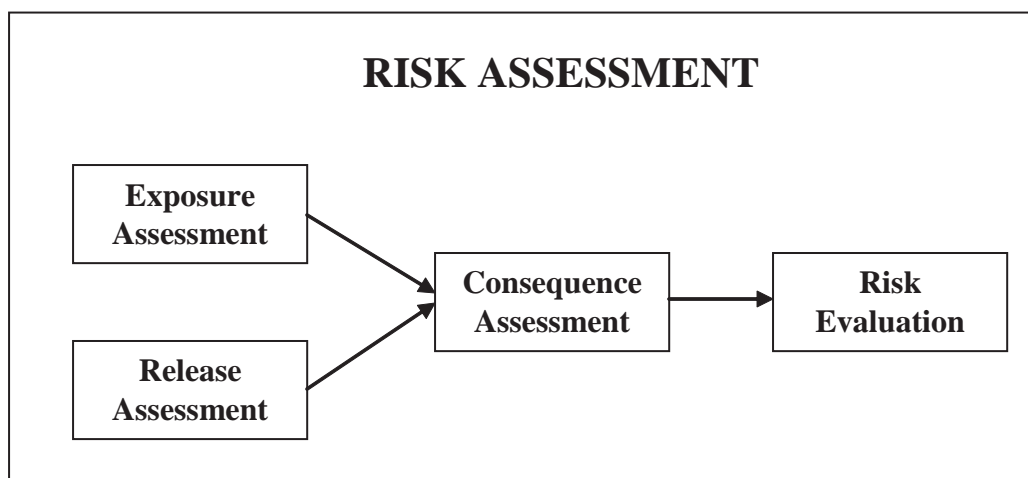 RISK ASSESSMENT
Exposure
Assessment
Release
Assessment
Consequence
Assessment
Risk
Evaluation